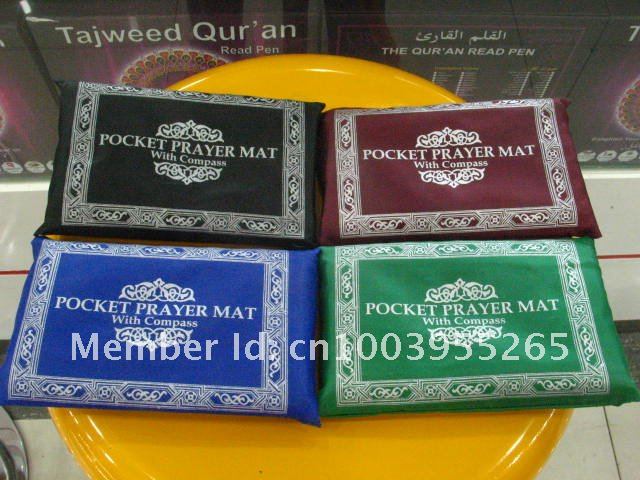 Tajweed Qur'an
Read Pen
القلم القارئ
THE QUR'AN READ PEN
POCKET PRAYER MAT
With Compass
POCKET PRAYER MAT
With Compass
POCKET PRAYER MAT
With Compass
POCKET PRAYER MAT
With Compass
Member Id: cn1003935265